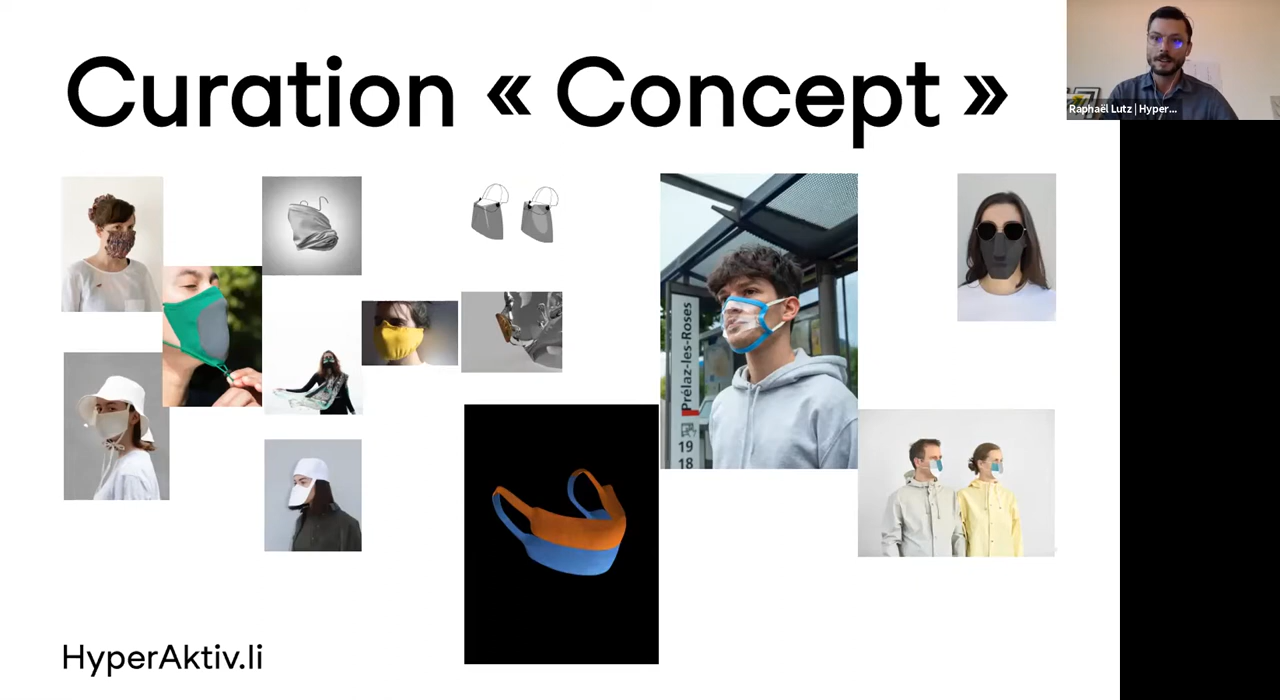 Curation « Concept »
Raphaël Lutz | Hyper...
Prélaz-les-Roses
19
18
HyperAktiv.li